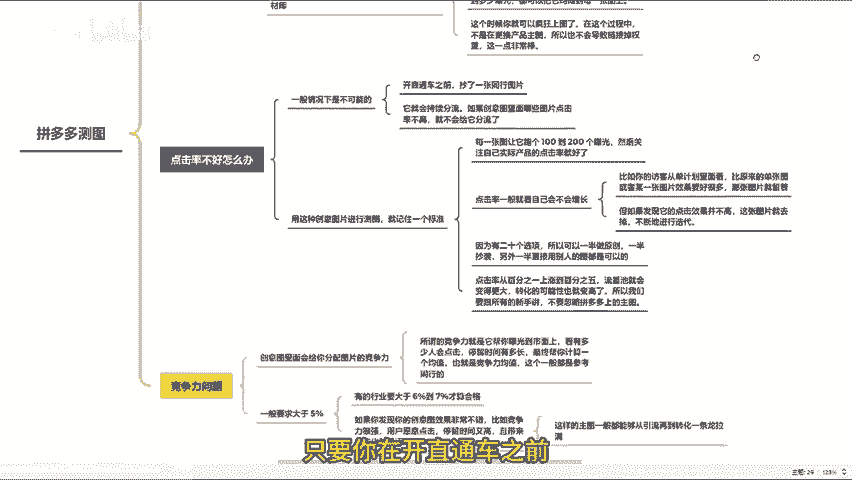 材库
这个时候你就可以疯狂上图了。在这个过程中,
不是在更换产品主图,所以也不会导致链接掉权
重,这一点非常棒。
拼多多测图
点击率不好怎么办
一般情况下是不可能的
开直通车之前,抄了一张同行图片
它就会持续分流。如果创意图里面哪些图片点击
率不高,就不会给它分流了
用这种创意图片进行测图,就记住一个标准
每一张图让它跑个 100 到 200 个曝光,然后关
注自己实际产品的点击率就好了
点击率一般就看自己会不会增长
比如你的访客从单计划里面看,比原来的单张图
或者某一张图片效果要好很多,那张图片就留着
但如果发现它的点击效果并不高,这张图片就去
掉,不断地进行迭代。
因为有二十个选项,所以可以一半做原创,一半
抄袭,另外一半直接用别人的图都是可以的
点击率从百分之一上涨到百分之五,流量池就会
变得更大,转化的可能性也就变高了。所以我们
要跟所有的新手讲,不要忽略拼多多上的主图。
竞争力问题
创意图里面会给你分配图片的竞争力
所谓的竞争力就是它帮你曝光到市面上,看有多
少人会点击,停留时间有多长,最终帮你计算一
个均值,也就是竞争力均值,这个一般都是参考
同行的
一般要求大于 5%
有的行业要大于 6%到 7%才算合格
如果你发现你的创意图效果非常不错,比如竞争
力很强,用户愿意点击,停留时间又高,且带来
这样的主图一般都能够从引流再到转化一条龙拉
满
只要你在开直通车之前
主题: 29
123%